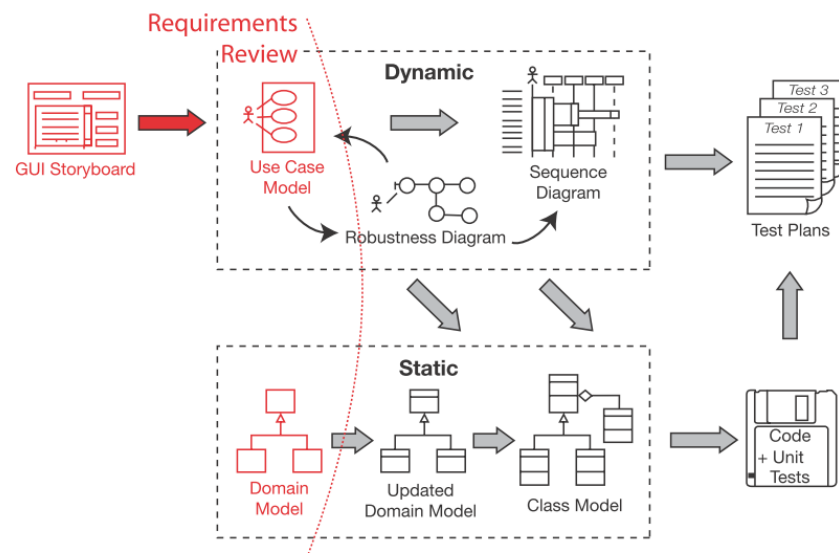 Requirements
Review
Dynamic
GUI Storyboard
Use Case
Model
Robustness Diagram
Sequence
Diagram
Test 3
Test 2
Test 1
Test Plans
Static
Domain
Model
Updated
Domain Model
Class Model
Code
+ Unit
Tests